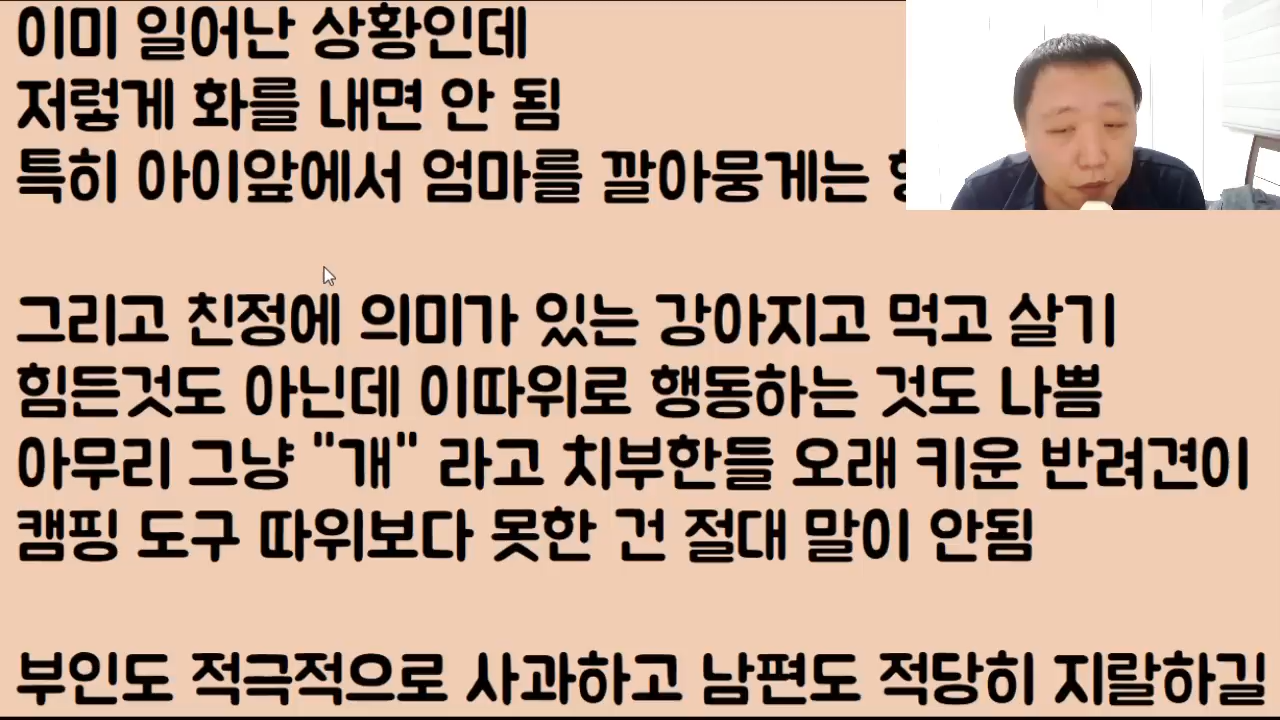 이미 일어난 상황인데
저렇게 화를 내면 안 됨
특히 아이앞에서 엄마를 깔아뭉게는
그리고 친정에 의미가 있는 강아지고 먹고 살기
힘든것도 아닌데 이따위로 행동하는 것도 나쁨
아무리 그냥 "개" 라고 치부한들 오래 키운 반려견이
캠핑 도구 따위보다 못한 건 절대 말이 안됨
부인도 적극적으로 사과하고 남편도 적당히 지랄하길